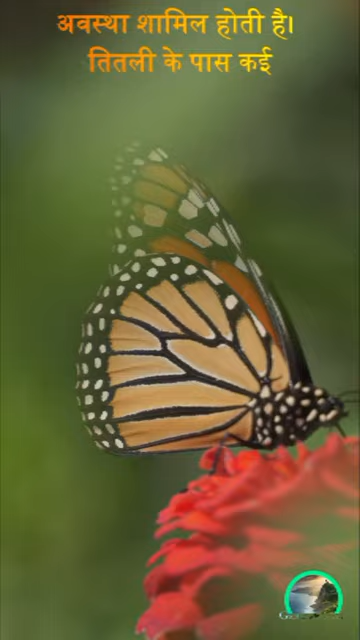 अवस्था शामिल होती है।
तितली के पास कई